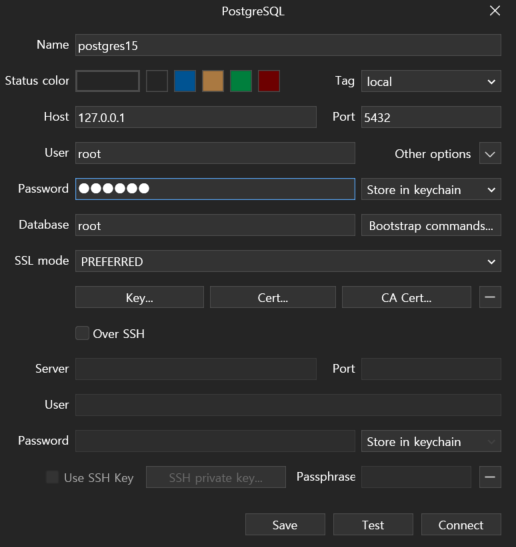 PostgreSQL
Name postgres15
Status color Tag local
Host 127.0.0.1 Port 5432
User root Other options
Password ●●●●●● Store in keychain
Database root Bootstrap commands...
SSL mode PREFERRED
Key... Cert... CA Cert...
Over SSH
Server Port
User
Password Store in keychain
Use SSH Key SSH private key... Passphrase
Save Test Connect